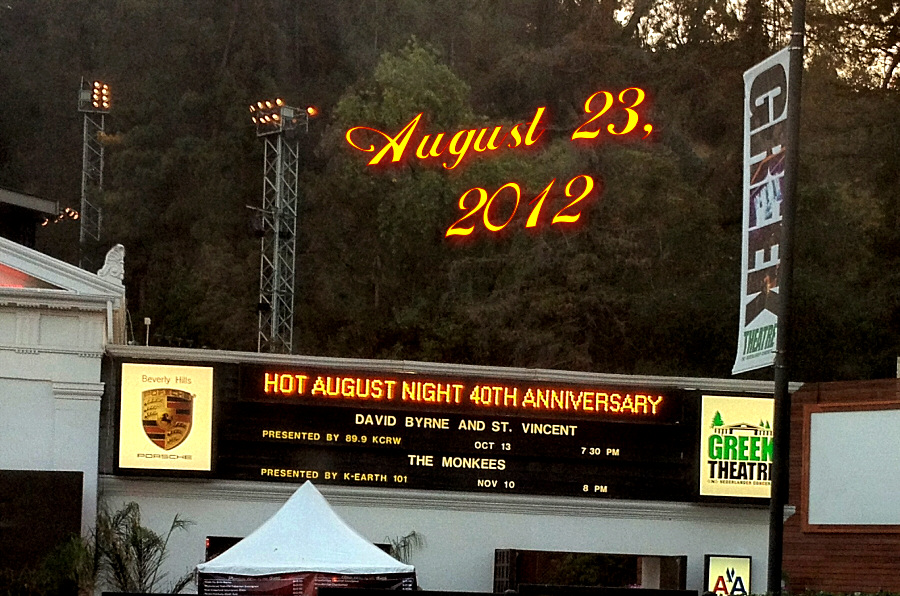 August 23,
2012
GREEK
THEATRE
HOT AUGUST NIGHT 40TH ANNIVERSARY
Beverly Hills
PORSCHE
DAVID BYRNE AND ST. VINCENT
PRESENTED BY 89.9 KCRW
OCT 13
7 30 PM
THE MONKEES
PRESENTED BY K-EARTH 101
NOV 10
8 PM
GREEK
THEATRE
AA